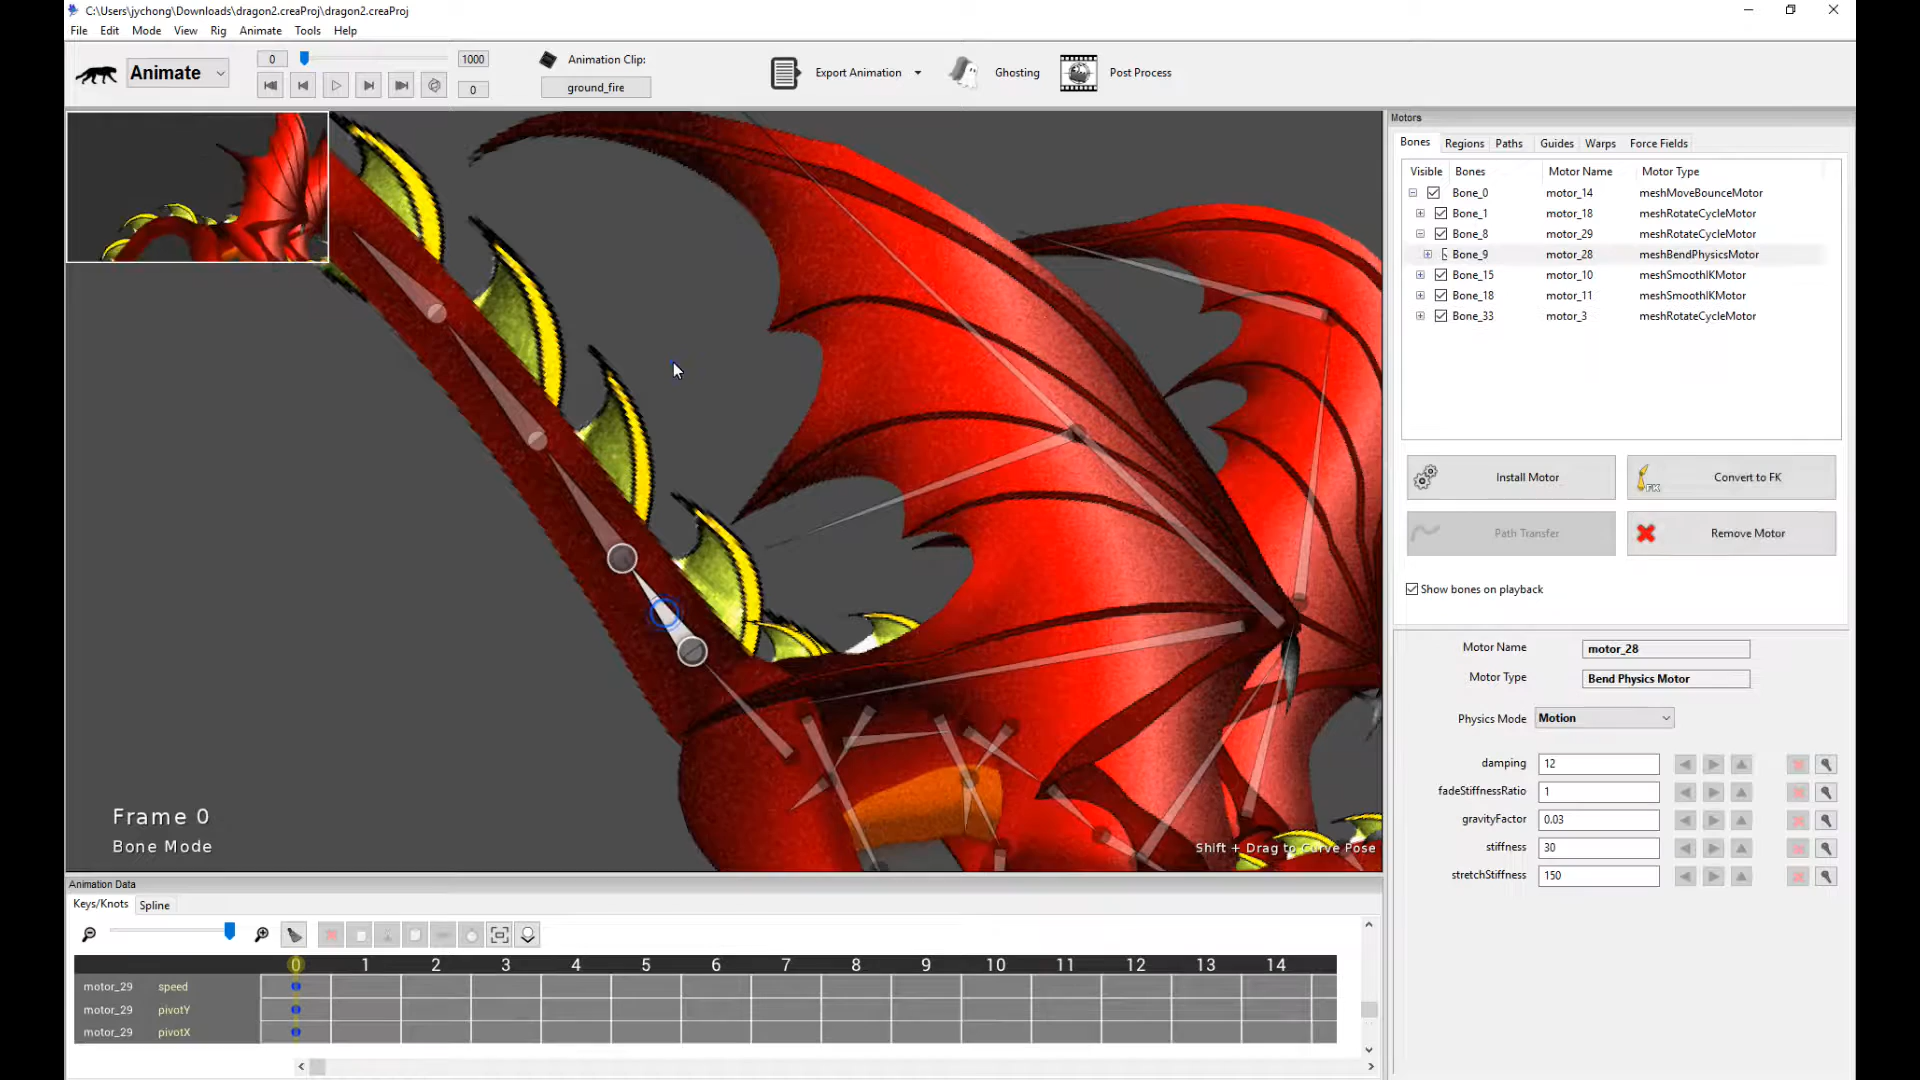 C:\Users\jychong\Downloads\dragon2.creaProj\dragon2.creaProj
File Edit Mode View Rig Animate Tools Help
Animate
0 1000
0
Animation Clip:
ground_fire
Export Animation
Ghosting
Post Process
Motors
Bones Regions Paths Guides Warps Force Fields
Visible Bones Motor Name Motor Type
Bone_0 motor_14 meshMoveBounceMotor
Bone_1 motor_18 meshRotateCycleMotor
Bone_8 motor_29 meshRotateCycleMotor
Bone_9 motor_28 meshBendPhysicsMotor
Bone_15 motor_10 meshSmoothIKMotor
Bone_18 motor_11 meshSmoothIKMotor
Bone_33 motor_3 meshRotateCycleMotor
Install Motor
FK Convert to FK
Path Transfer
Remove Motor
Show bones on playback
Motor Name motor_28
Motor Type Bend Physics Motor
Physics Mode Motion
damping 12
fadeStiffnessRatio 1
gravityFactor 0.03
stiffness 30
stretchStiffness 150
Frame 0
Bone Mode
Shift + Drag to Curve Pose
Animation Data
Keys/Knots Spline
0 1 2 3 4 5 6 7 8 9 10 11 12 13 14
motor_29 speed
motor_29 pivotY
motor_29 pivotX